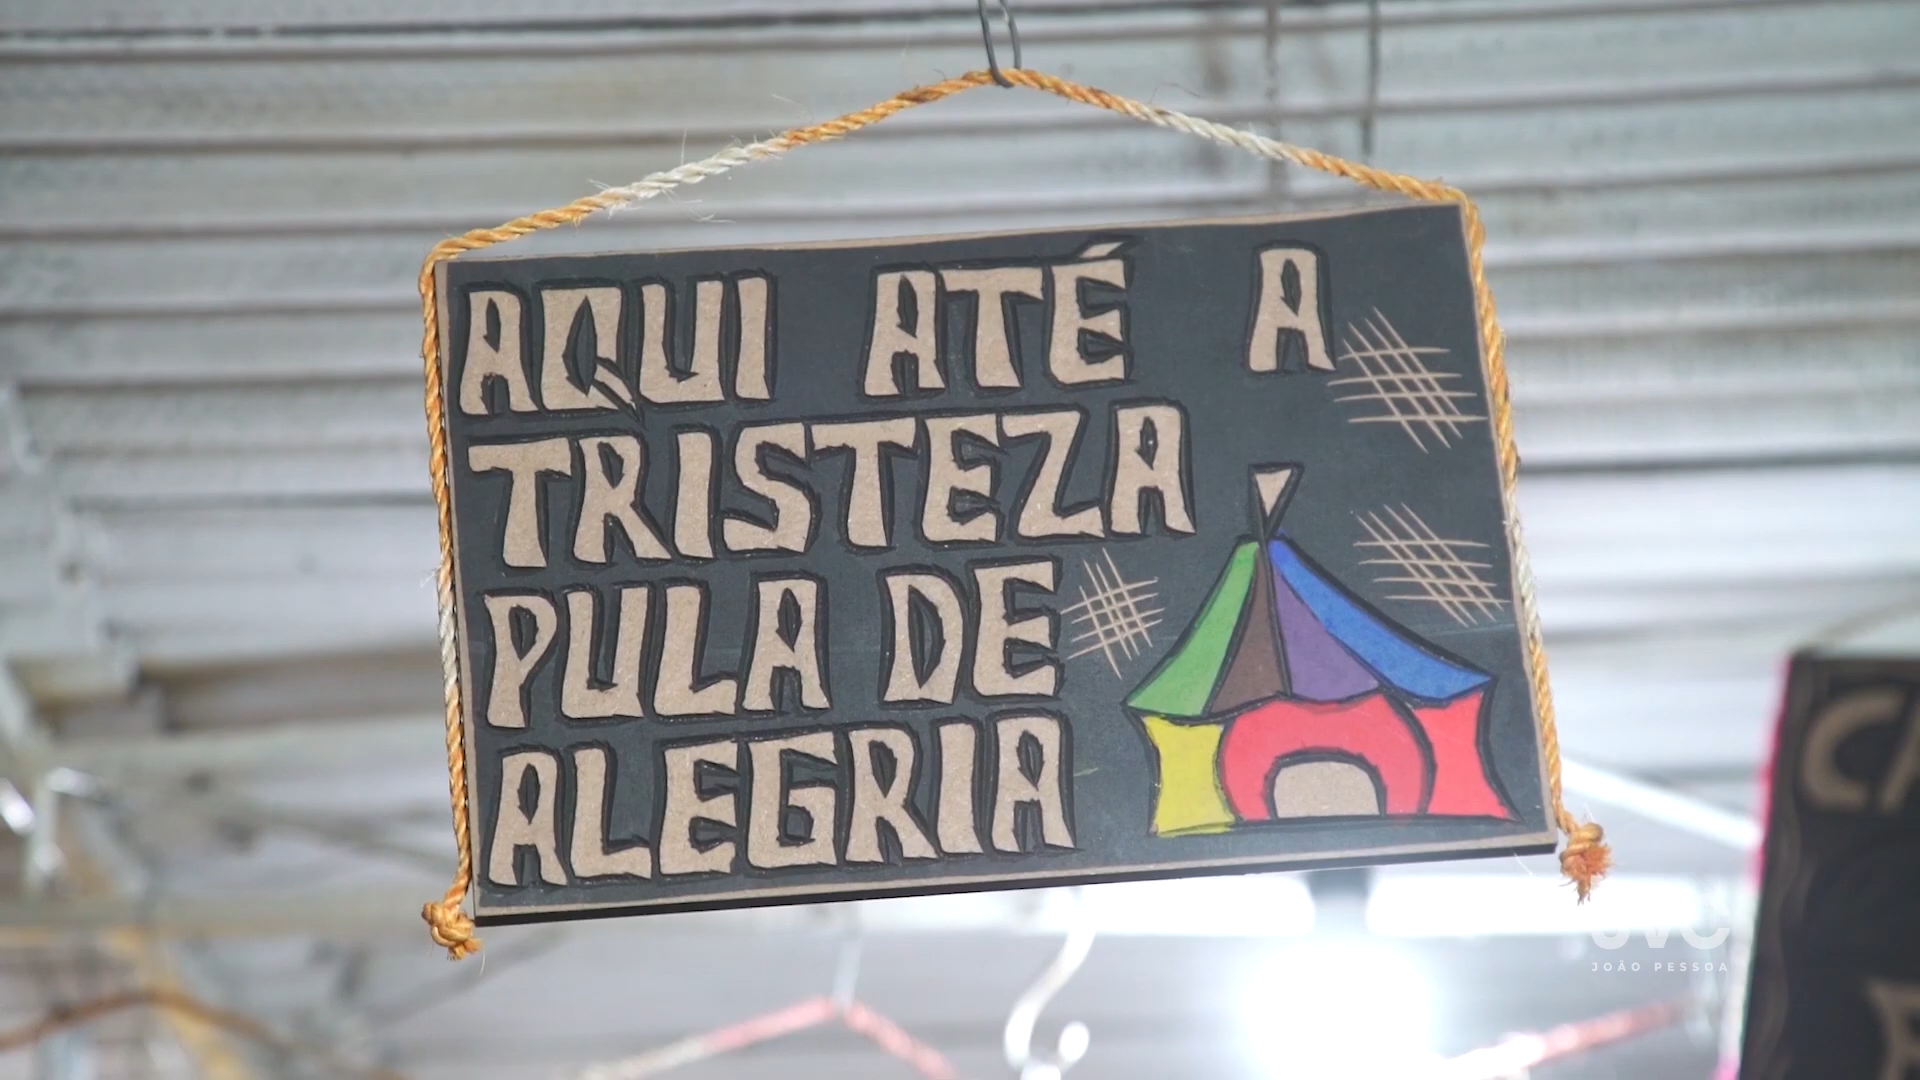 AQUI ATÉ A
TRISTEZA
PULA DE
ALEGRIA
JOÃO PESSOA